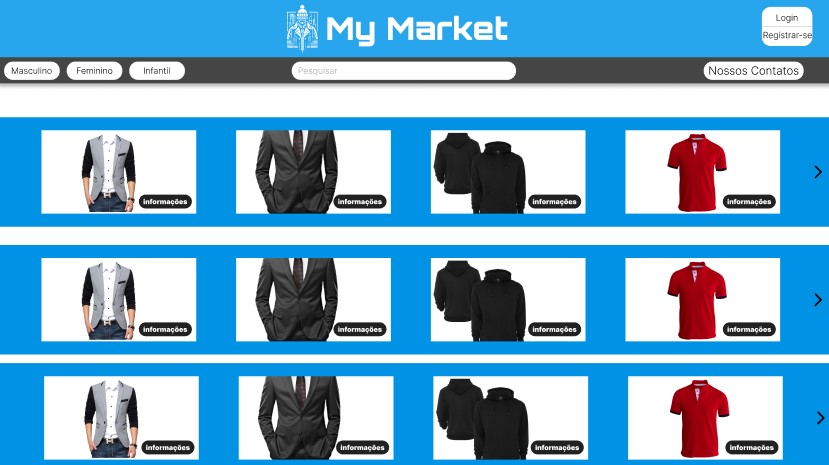 My Market
Login
Registrar-se
Masculino
Feminino
Infantil
Pesquisar
Nossos Contatos
informações
informações
informações
informações
informações
informações
informações
informações
informações
informações
informações
informações